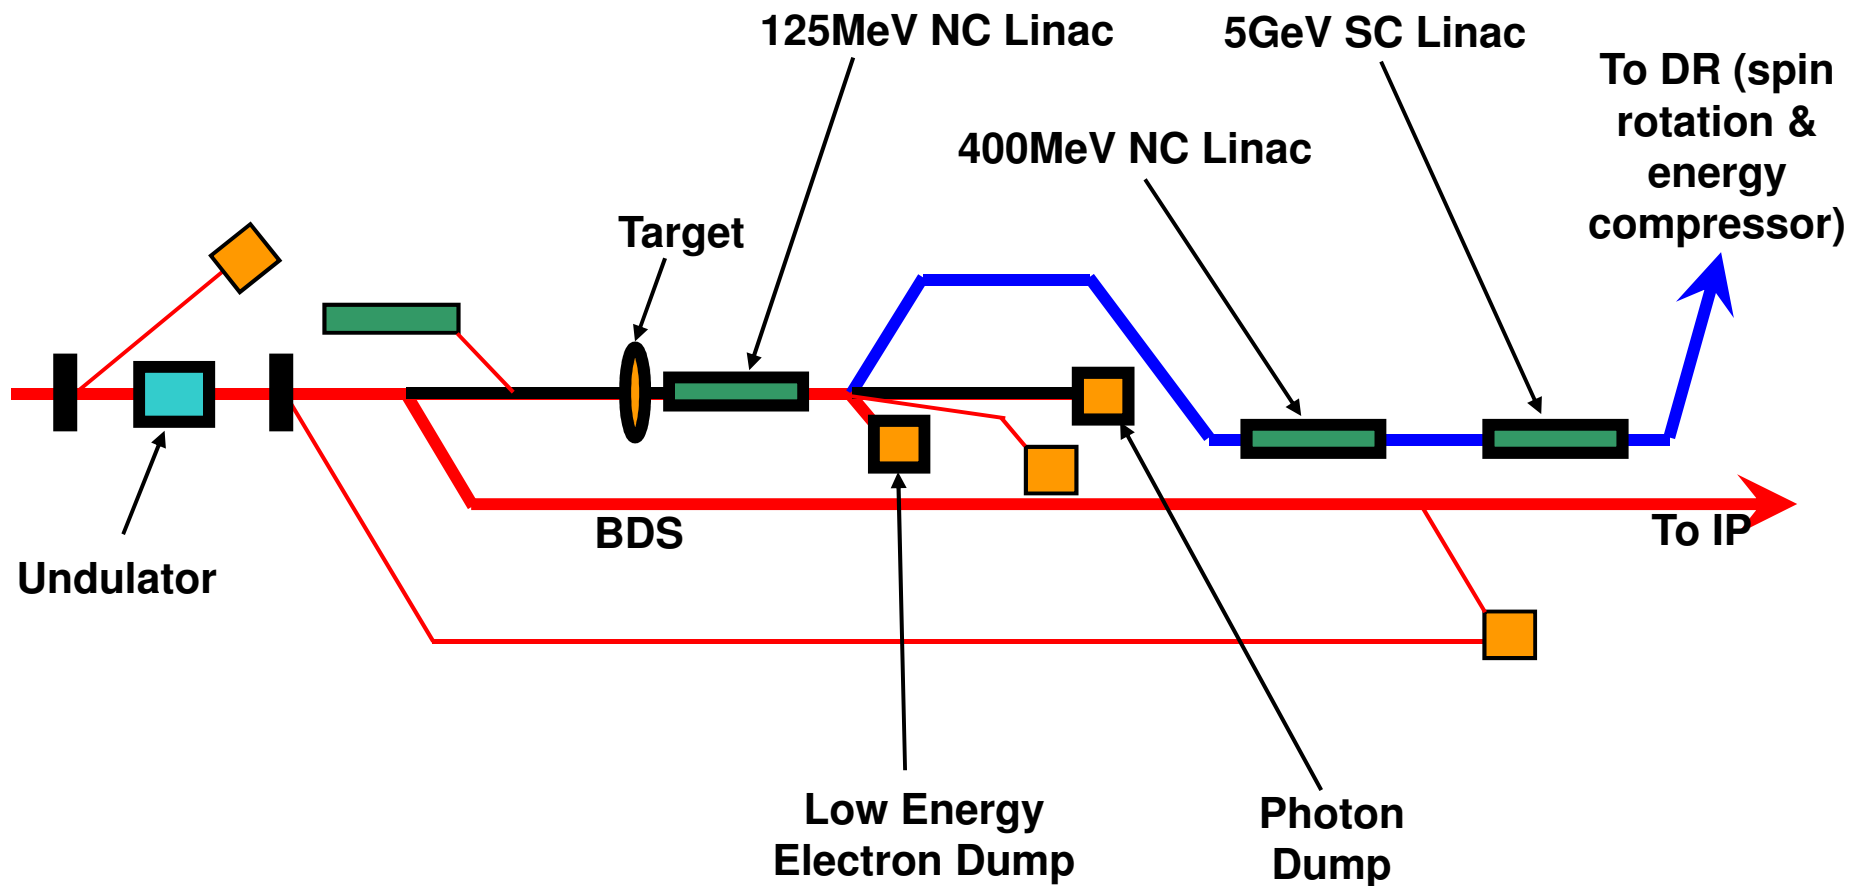 125MeV NC Linac
5GeV SC Linac
To DR (spin
rotation &
energy
compressor)
400MeV NC Linac
Target
BDS
To IP
Undulator
Low Energy
Electron Dump
Photon
Dump